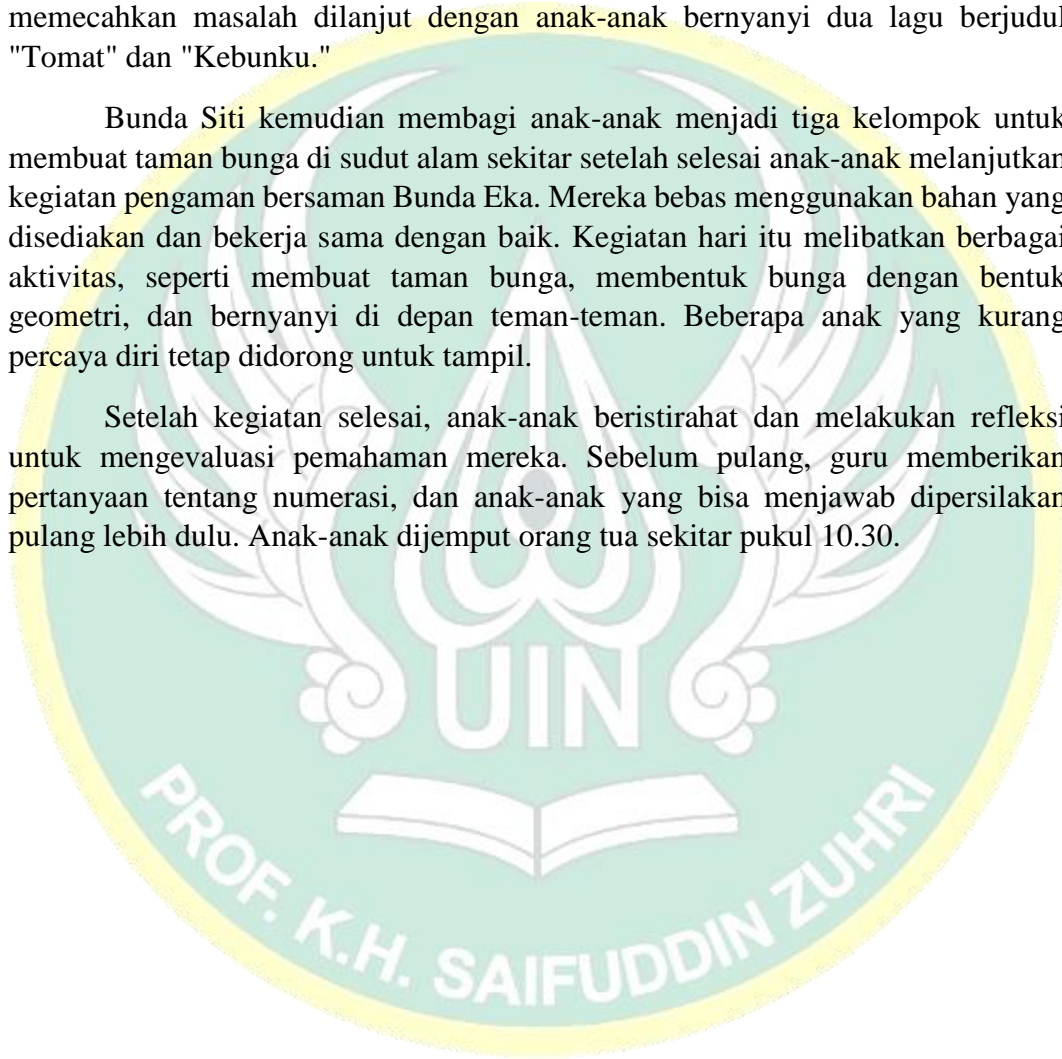 memecahkan masalah dilanjut dengan anak-anak bernyanyi dua lagu berjudul
"Tomat" dan "Kebunku."
Bunda Siti kemudian membagi anak-anak menjadi tiga kelompok untuk
membuat taman bunga di sudut alam sekitar setelah selesai anak-anak melanjutkan
kegiatan pengaman bersaman Bunda Eka. Mereka bebas menggunakan bahan yang
disediakan dan bekerja sama dengan baik. Kegiatan hari itu melibatkan berbagai
aktivitas, seperti membuat taman bunga, membentuk bunga dengan bentuk
geometri, dan bernyanyi di depan teman-teman. Beberapa anak yang kurang
percaya diri tetap didorong untuk tampil.
Setelah kegiatan selesai, anak-anak beristirahat dan melakukan refleksi
untuk mengevaluasi pemahaman mereka. Sebelum pulang, guru memberikan
pertanyaan tentang numerasi, dan anak-anak yang bisa menjawab dipersilakan
pulang lebih dulu. Anak-anak dijemput orang tua sekitar pukul 10.30.
UIN
PROF. K.H. SAIFUDDIN ZUHRI